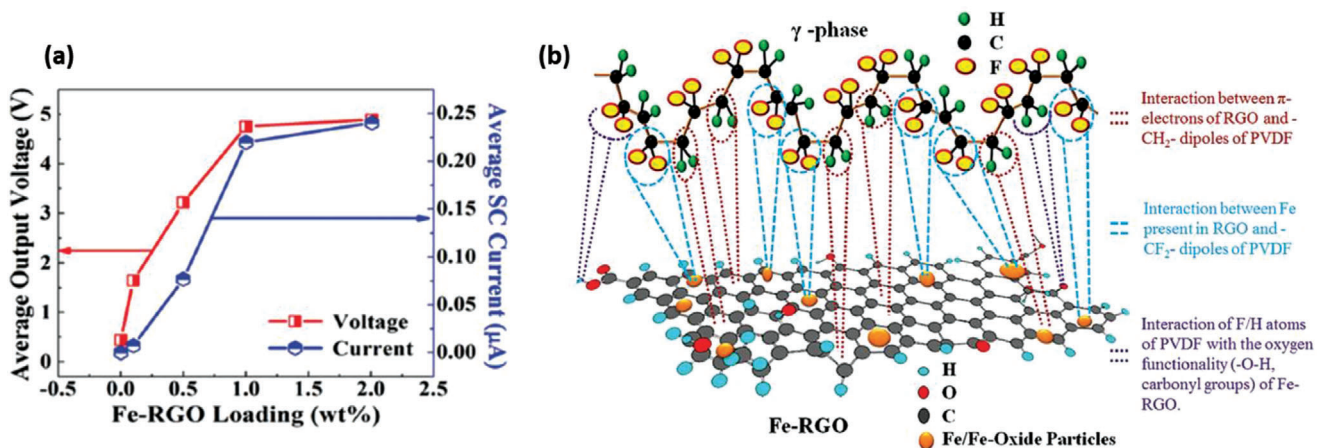 (a)
Average Output Voltage (V)
5
4
3
2
1
0
-0.5
0.0
0.5
1.0
1.5
2.0
2.5
Fe-RGO Loading (wt%)
Voltage
Current
0.25
0.20
0.15
0.10
0.05
0.00
Average SC Current (μA)
(b)
γ -phase
H
C
F
Interaction between π-
electrons of RGO and -
CH₂- dipoles of PVDF
Interaction between Fe
present in RGO and -
CF₂- dipoles of PVDF
Interaction of F/H atoms
of PVDF with the oxygen
functionality (-O-H,
carbonyl groups) of Fe-
RGO.
H
O
C
Fe/Fe-Oxide Particles
Fe-RGO